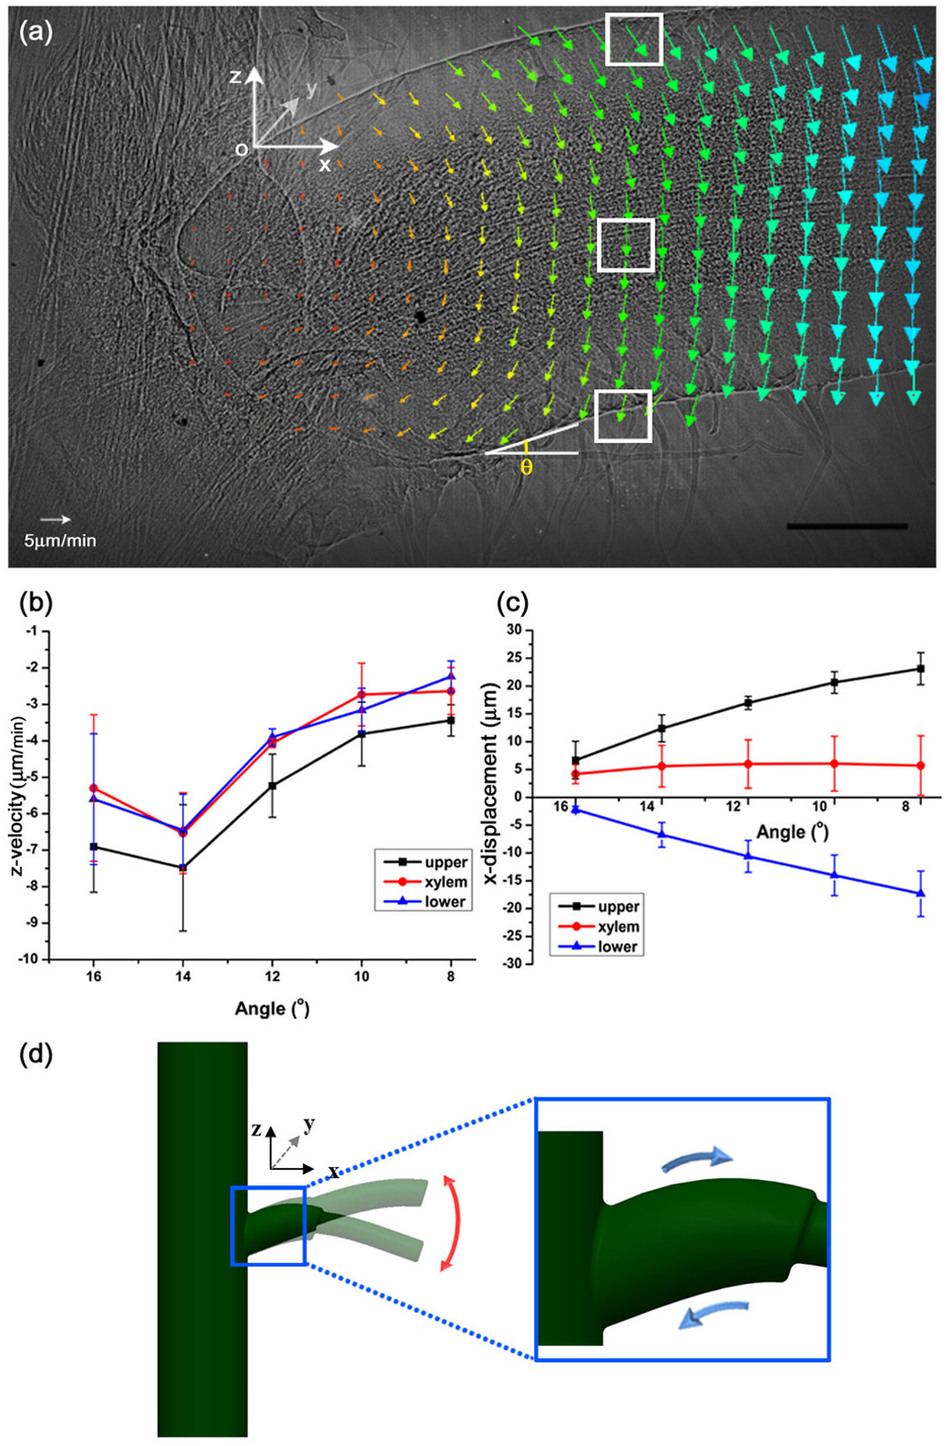 (a)
z
y
o
x
θ
5μm/min
(b)
-1
-2
-3
-4
-5
-6
-7
-8
-9
-10
z-velocity (μm/min)
16
14
12
10
8
Angle (°)
upper
xylem
lower
(c)
30
25
20
15
10
5
0
-5
-10
-15
-20
-25
-30
x-displacement (μm)
16
14
12
10
8
Angle (°)
upper
xylem
lower
(d)
z
y
x